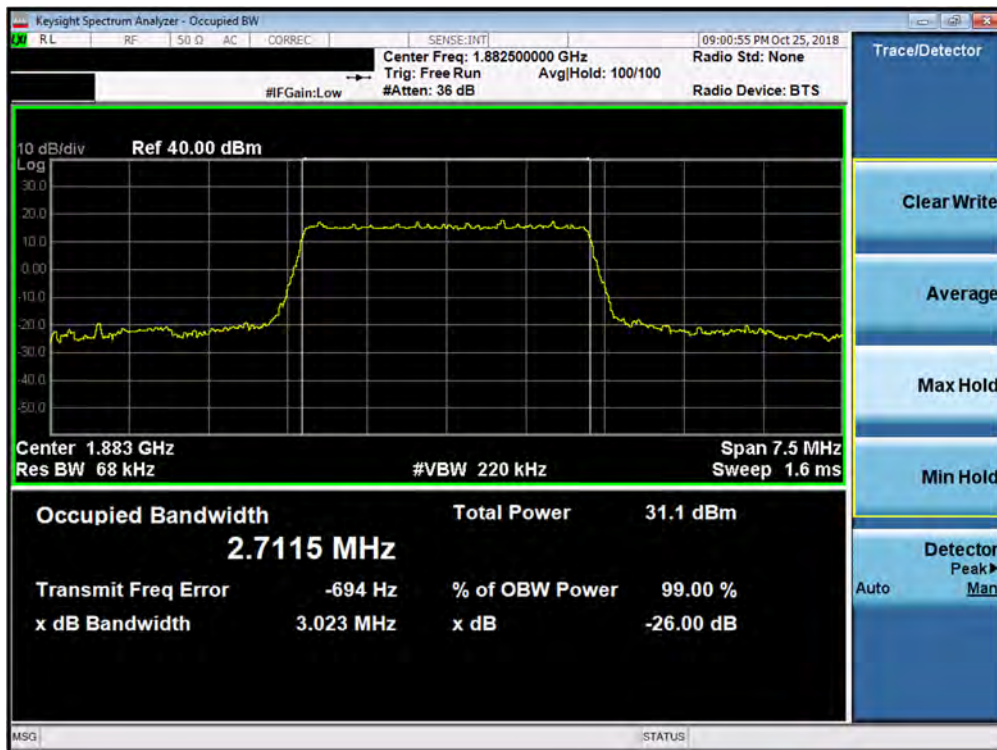 Keysight Spectrum Analyzer - Occupied BW
LXI RL RF 50 Ω AC CORREC SENSE:INT 09:00:55 PM Oct 25, 2018
Center Freq: 1.882500000 GHz Radio Std: None
Trig: Free Run Avg|Hold: 100/100
#IFGain:Low #Atten: 36 dB Radio Device: BTS
10 dB/div Ref 40.00 dBm
Log
30.0
20.0
10.0
0.00
-10.0
-20.0
-30.0
-40.0
-50.0
Center 1.883 GHz Span 7.5 MHz
Res BW 68 kHz #VBW 220 kHz Sweep 1.6 ms
Occupied Bandwidth Total Power 31.1 dBm
2.7115 MHz
Transmit Freq Error -694 Hz % of OBW Power 99.00 %
x dB Bandwidth 3.023 MHz x dB -26.00 dB
MSG STATUS
Trace/Detector
Clear Write
Average
Max Hold
Min Hold
Detector
Peak▶
Auto Man